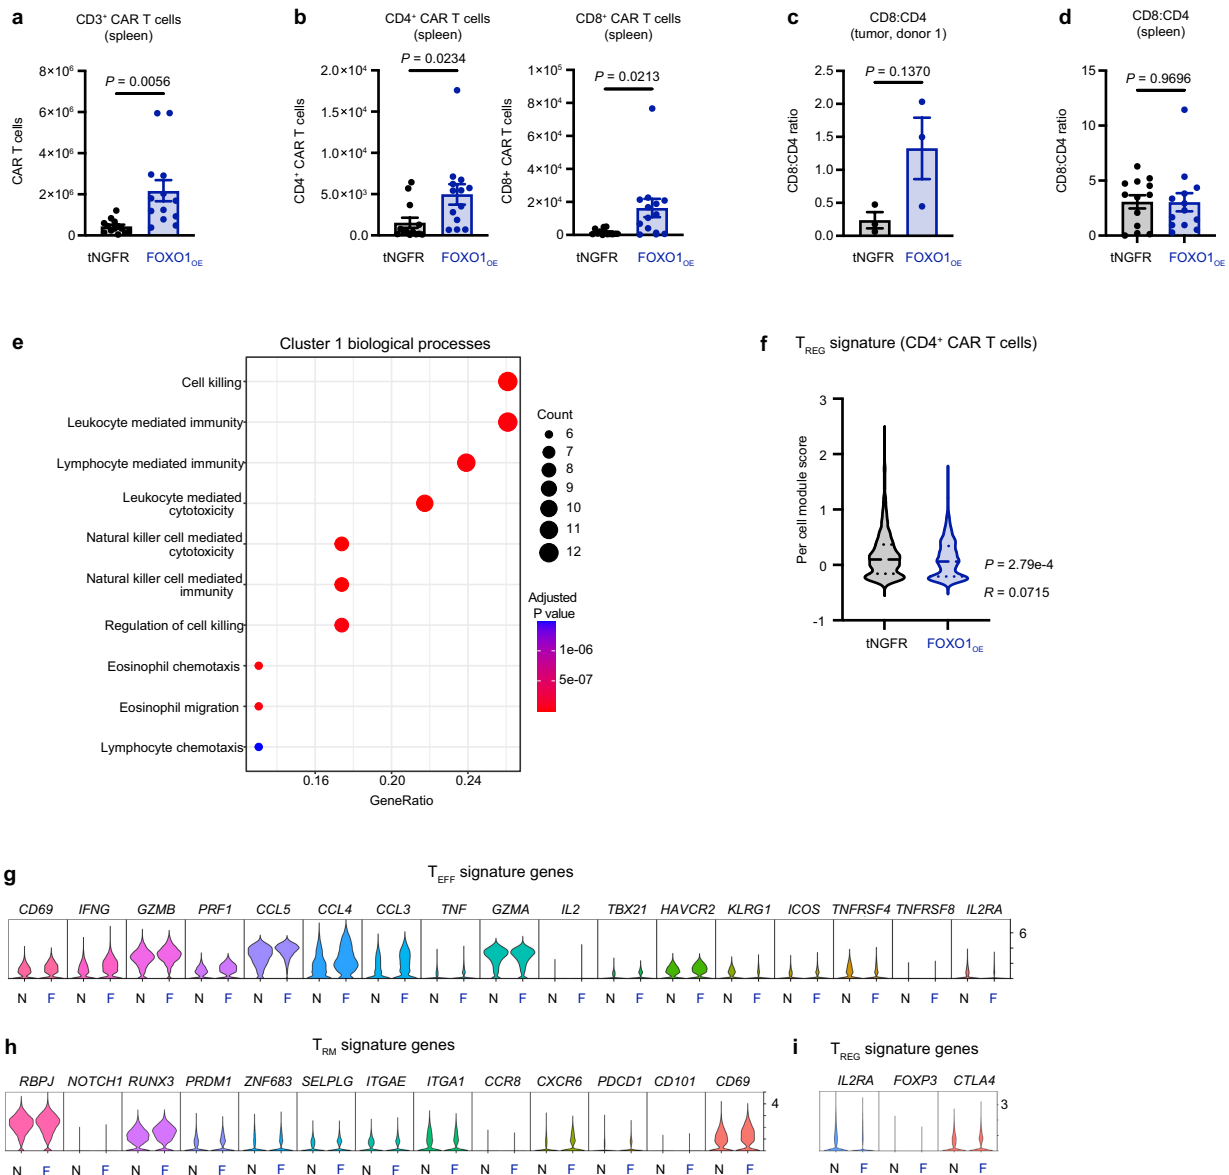 a
CD3⁺ CAR T cells
(spleen)
P = 0.0056
8×10⁶
6×10⁶
4×10⁶
2×10⁶
0
CAR T cells
tNGFR
FOXO1OE
b
CD4⁺ CAR T cells
(spleen)
P = 0.0234
2.0×10⁴
1.5×10⁴
1.0×10⁴
5.0×10³
0.0
CD4⁺ CAR T cells
tNGFR
FOXO1OE
CD8⁺ CAR T cells
(spleen)
P = 0.0213
1×10⁵
8×10⁴
6×10⁴
4×10⁴
2×10⁴
0
CD8+ CAR T cells
tNGFR
FOXO1OE
c
CD8:CD4
(tumor, donor 1)
P = 0.1370
2.5
2.0
1.5
1.0
0.5
0.0
CD8:CD4 ratio
tNGFR
FOXO1OE
d
CD8:CD4
(spleen)
P = 0.9696
15
10
5
0
CD8:CD4 ratio
tNGFR
FOXO1OE
e
Cluster 1 biological processes
Cell killing
Leukocyte mediated immunity
Lymphocyte mediated immunity
Leukocyte mediated
cytotoxicity
Natural killer cell mediated
cytotoxicity
Natural killer cell mediated
immunity
Regulation of cell killing
Eosinophil chemotaxis
Eosinophil migration
Lymphocyte chemotaxis
0.16 0.20 0.24
GeneRatio
Count
6
7
8
9
10
11
12
Adjusted
P value
1e-06
5e-07
f
TREG signature (CD4⁺ CAR T cells)
3
2
1
0
-1
Per cell module score
P = 2.79e-4
R = 0.0715
tNGFR
FOXO1OE
g
TEFF signature genes
CD69 IFNG GZMB PRF1 CCL5 CCL4 CCL3 TNF GZMA IL2 TBX21 HAVCR2 KLRG1 ICOS TNFRSF4 TNFRSF8 IL2RA
6
N F N F N F N F N F N F N F N F N F N F N F N F N F N F N F N F N F
h
TRM signature genes
RBPJ NOTCH1 RUNX3 PRDM1 ZNF683 SELPLG ITGAE ITGA1 CCR8 CXCR6 PDCD1 CD101 CD69
4
N F N F N F N F N F N F N F N F N F N F N F N F N F
i
TREG signature genes
IL2RA FOXP3 CTLA4
3
N F N F N F